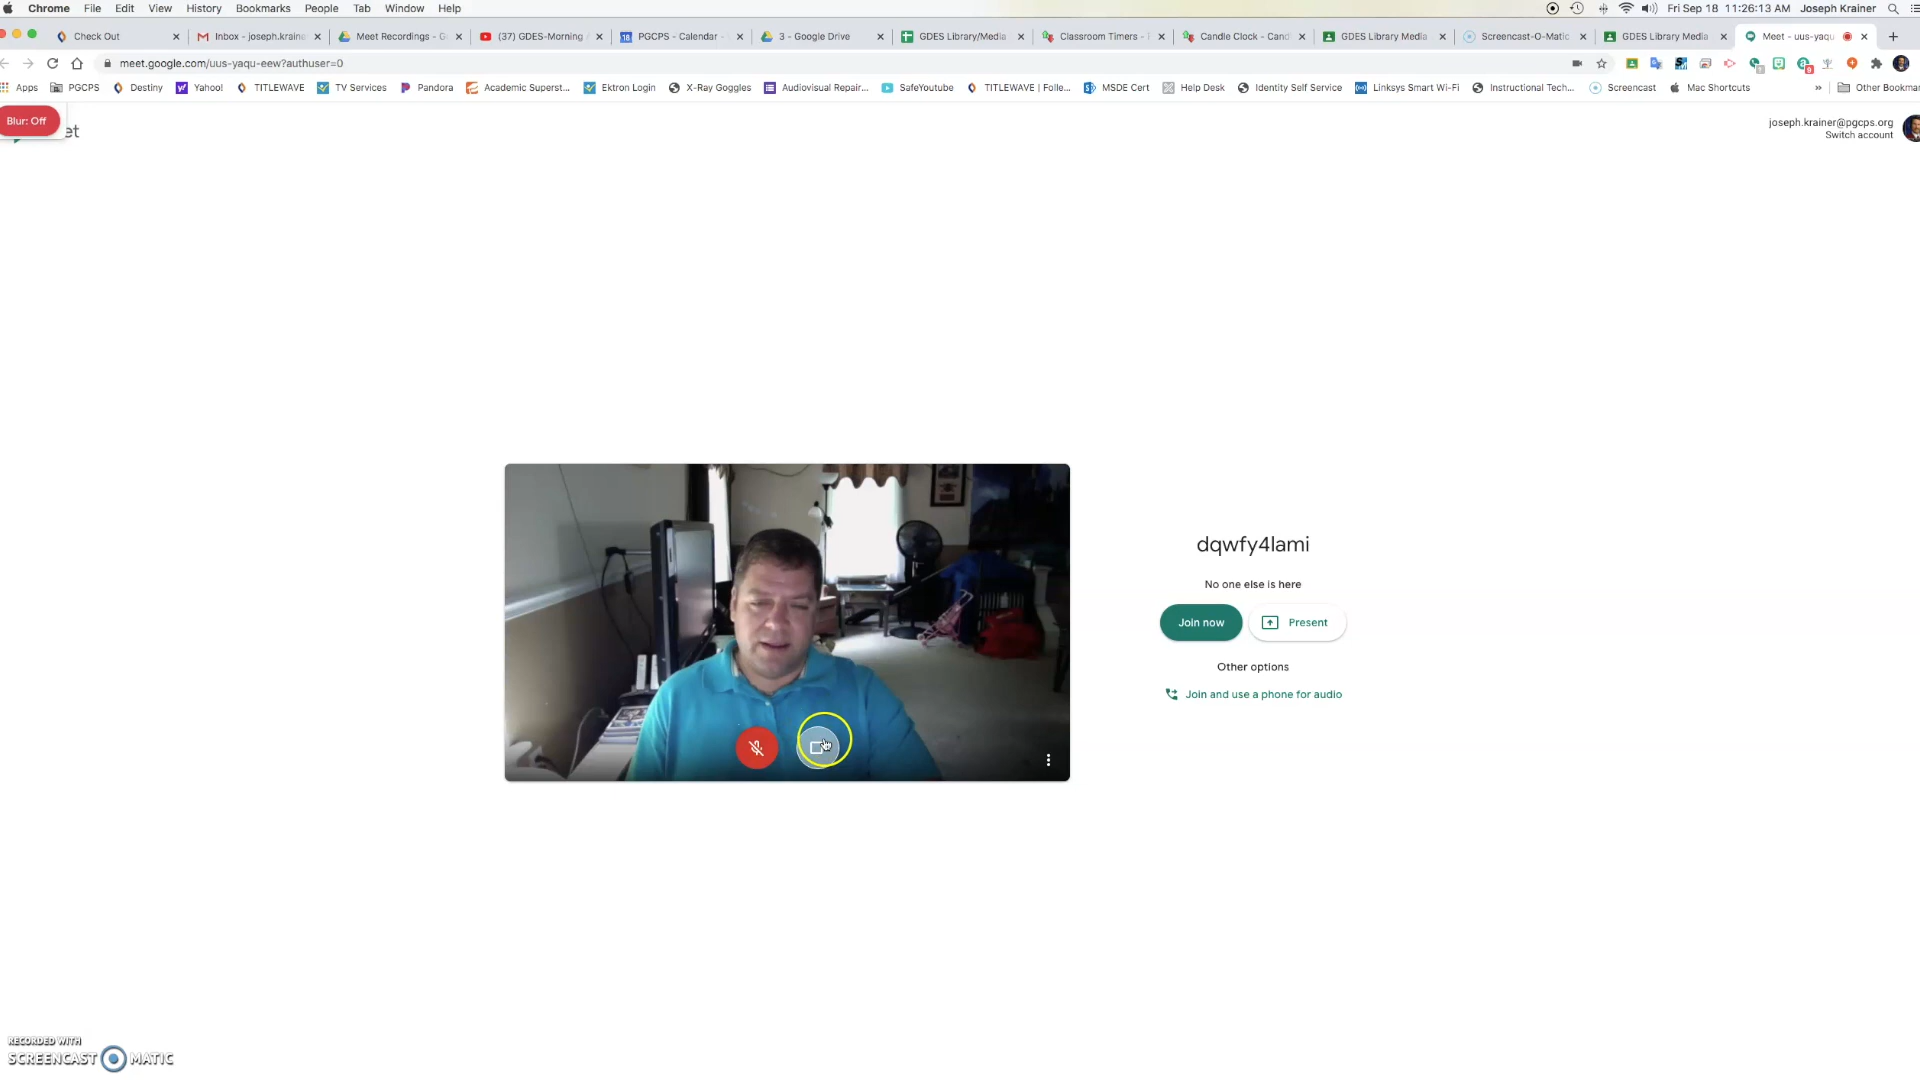 Chrome File Edit View History Bookmarks People Tab Window Help Fri Sep 18 11:26:13 AM Joseph Krainer
Check Out Inbox - joseph.kraine Meet Recordings - G (37) GDES-Morning PGCPS - Calendar - 3 - Google Drive GDES Library/Media Classroom Timers - Candle Clock - Cand GDES Library Media Screencast-O-Matic GDES Library Media Meet - uus-yaqu
meet.google.com/uus-yaqu-eew?authuser=0
Apps PGCPS Destiny Yahoo! TITLEWAVE TV Services Pandora Academic Superst... Ektron Login X-Ray Goggles Audiovisual Repair... SafeYoutube TITLEWAVE | Folle... MSDE Cert Help Desk Identity Self Service Linksys Smart Wi-Fi Instructional Tech... Screencast Mac Shortcuts » Other Bookmar
Blur: Off
et
joseph.krainer@pgcps.org
Switch account
dqwfy4lami
No one else is here
Join now Present
Other options
Join and use a phone for audio
RECORDED WITH
SCREENCAST MATIC